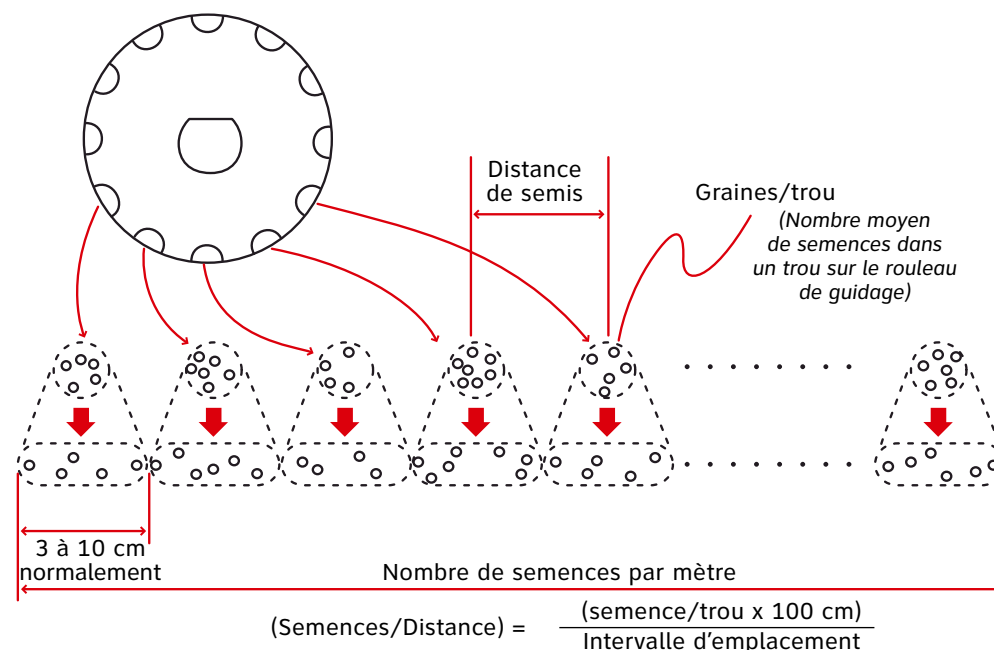 Distance
de semis
Graines/trou
(Nombre moyen
de semences dans
un trou sur le rouleau
de guidage)
3 à 10 cm
normalement
Nombre de semences par mètre
(Semences/Distance) =
(semence/trou x 100 cm)
Intervalle d'emplacement